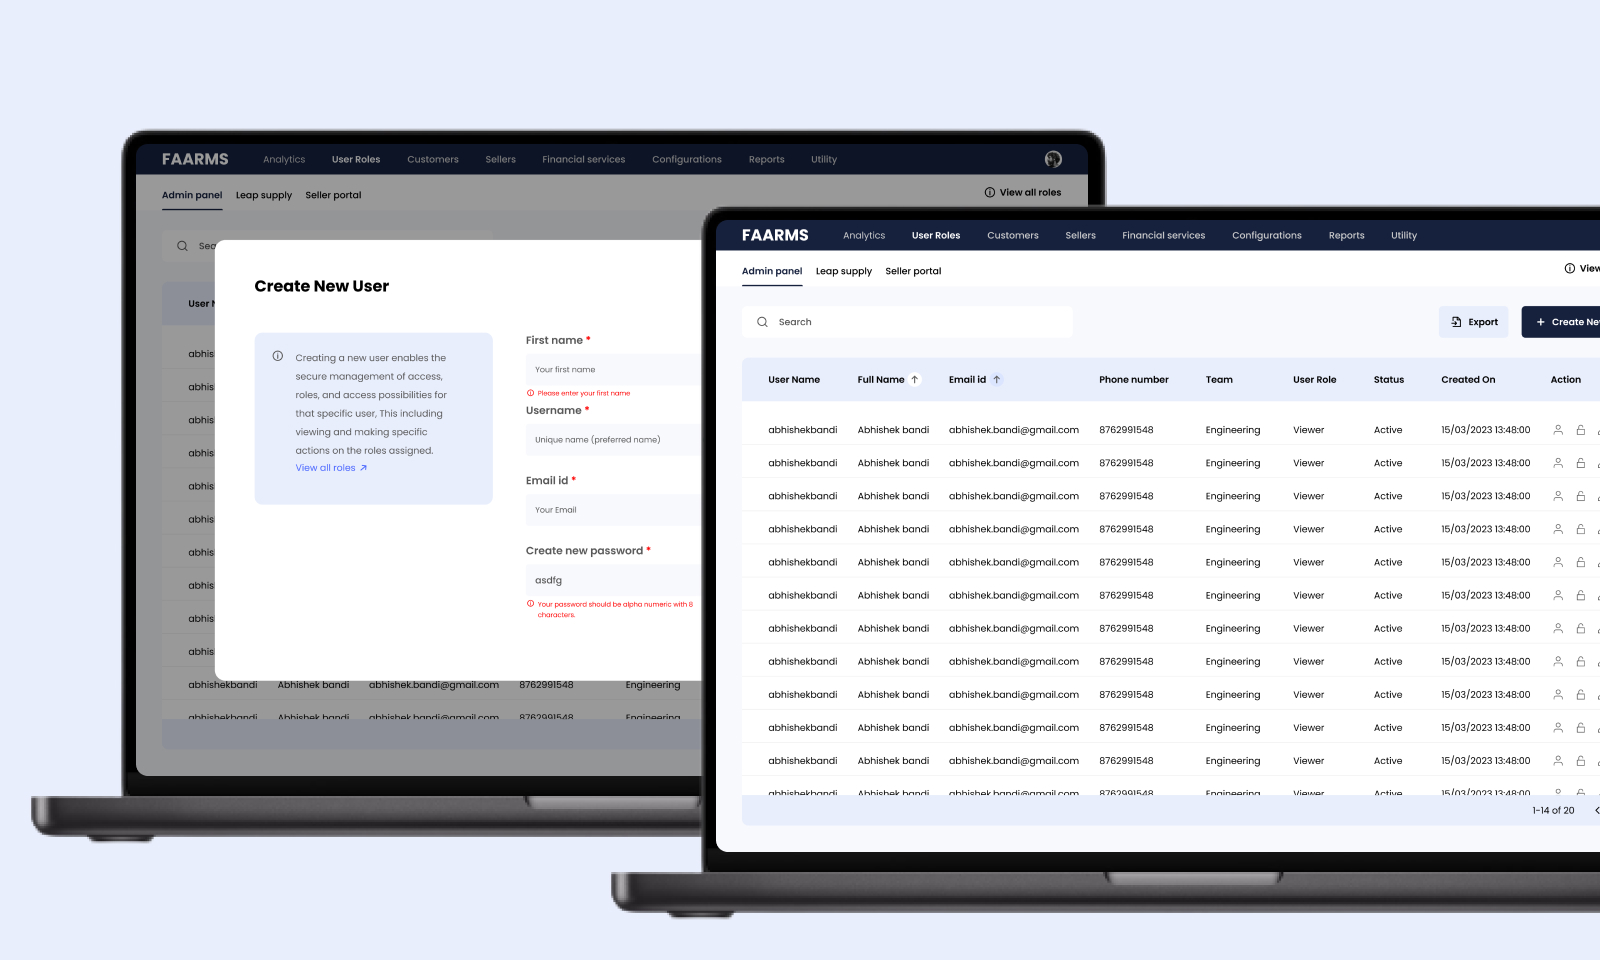 FAARMS Analytics User Roles Customers Sellers Financial services Configurations Reports Utility
Admin panel Leap supply Seller portal View all roles
Create New User
Creating a new user enables the
secure management of access,
roles, and access possibilities for
that specific user, This including
viewing and making specific
actions on the roles assigned.
View all roles
First name *
Your first name
Please enter your first name
Username *
Unique name (preferred name)
Email id *
Your Email
Create new password *
asdfg
Your password should be alpha numeric with 8
characters.
Sea
User N
abhis
abhis
abhis
abhis
abhis
abhis
abhis
abhis
abhis
abhis
abhishekbandi Abhishek bandi abhishek.bandi@gmail.com 8762991548 Engineering
abhishekbandi Abhishek bandi abhishek.bandi@gmail.com 8762991548 Engineering
FAARMS Analytics User Roles Customers Sellers Financial services Configurations Reports Utility
Admin panel Leap supply Seller portal View
Search Export + Create Ne
User Name Full Name Email id Phone number Team User Role Status Created On Action
abhishekbandi Abhishek bandi abhishek.bandi@gmail.com 8762991548 Engineering Viewer Active 15/03/2023 13:48:00
abhishekbandi Abhishek bandi abhishek.bandi@gmail.com 8762991548 Engineering Viewer Active 15/03/2023 13:48:00
abhishekbandi Abhishek bandi abhishek.bandi@gmail.com 8762991548 Engineering Viewer Active 15/03/2023 13:48:00
abhishekbandi Abhishek bandi abhishek.bandi@gmail.com 8762991548 Engineering Viewer Active 15/03/2023 13:48:00
abhishekbandi Abhishek bandi abhishek.bandi@gmail.com 8762991548 Engineering Viewer Active 15/03/2023 13:48:00
abhishekbandi Abhishek bandi abhishek.bandi@gmail.com 8762991548 Engineering Viewer Active 15/03/2023 13:48:00
abhishekbandi Abhishek bandi abhishek.bandi@gmail.com 8762991548 Engineering Viewer Active 15/03/2023 13:48:00
abhishekbandi Abhishek bandi abhishek.bandi@gmail.com 8762991548 Engineering Viewer Active 15/03/2023 13:48:00
abhishekbandi Abhishek bandi abhishek.bandi@gmail.com 8762991548 Engineering Viewer Active 15/03/2023 13:48:00
abhishekbandi Abhishek bandi abhishek.bandi@gmail.com 8762991548 Engineering Viewer Active 15/03/2023 13:48:00
abhishekbandi Abhishek bandi abhishek.bandi@gmail.com 8762991548 Engineering Viewer Active 15/03/2023 13:48:00
abhishekbandi Abhishek bandi abhishek.bandi@gmail.com 8762991548 Engineering Viewer Active 15/03/2023 13:48:00
1-14 of 20